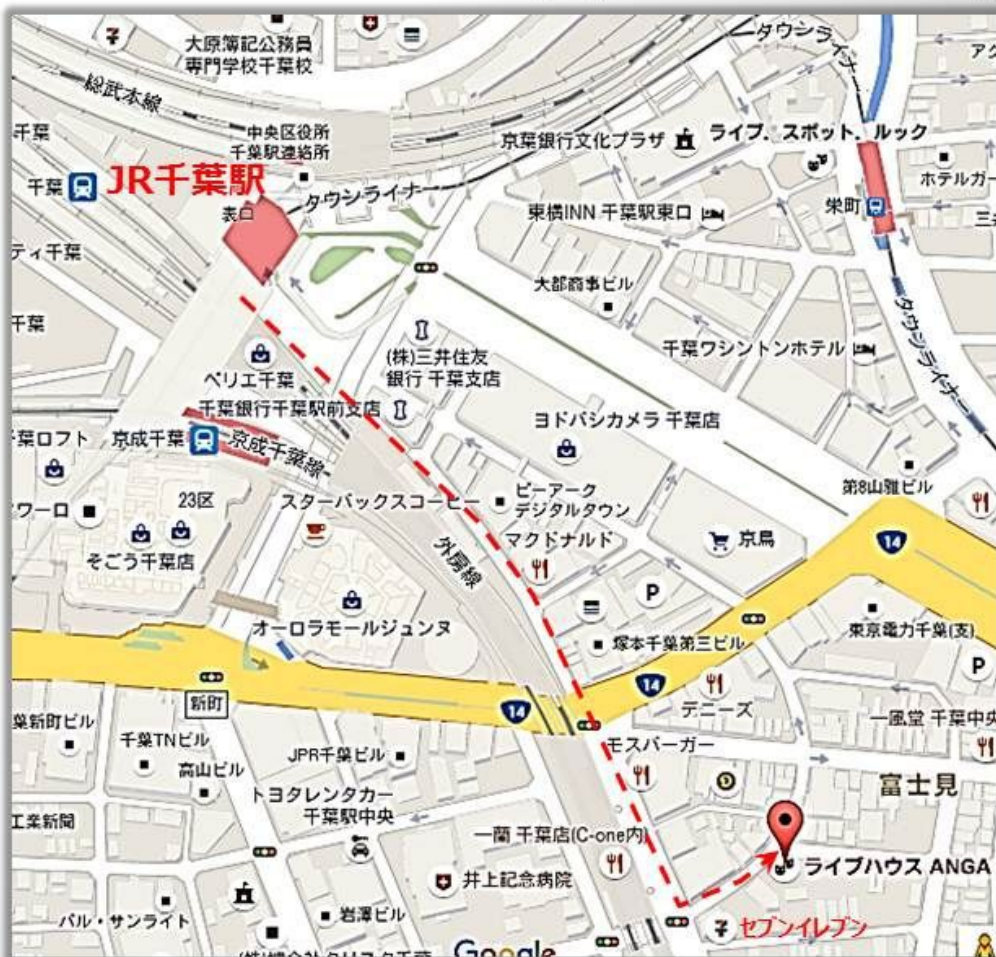 大原簿記公務員
専門学校千葉校
タウンライナー
総武本線
千葉
中央区役所
千葉駅連絡所
京葉銀行文化プラザ
ライブ．スポット．ルック
千葉
JR千葉駅
表口
タウンライナー
ホテルガー
東横INN 千葉駅東口
栄町
ティ千葉
大部商事ビル
千葉
タウンライナー
(株)三井住友
銀行 千葉支店
千葉ワシントンホテル
ペリエ千葉
千葉銀行千葉駅前支店
ヨドバシカメラ 千葉店
葉ロフト
京成千葉
京成千葉線
23区
スターバックスコーヒー
ビーアーク
デジタルタウン
第8山雅ビル
ワーロ
そごう千葉店
外房線
マクドナルド
京鳥
14
P
オーロラモールジュンヌ
塚本千葉第三ビル
東京電力千葉(支)
P
新町
14
14
デニーズ
葉新町ビル
千葉TNビル
JPR千葉ビル
モスバーガー
一風堂 千葉中央
高山ビル
富士見
トヨタレンタカー
千葉駅中央
工業新聞
一蘭 千葉店(C-one内)
ライブハウス ANGA
井上記念病院
パル・サンライト
岩澤ビル
セブンイレブン
Google